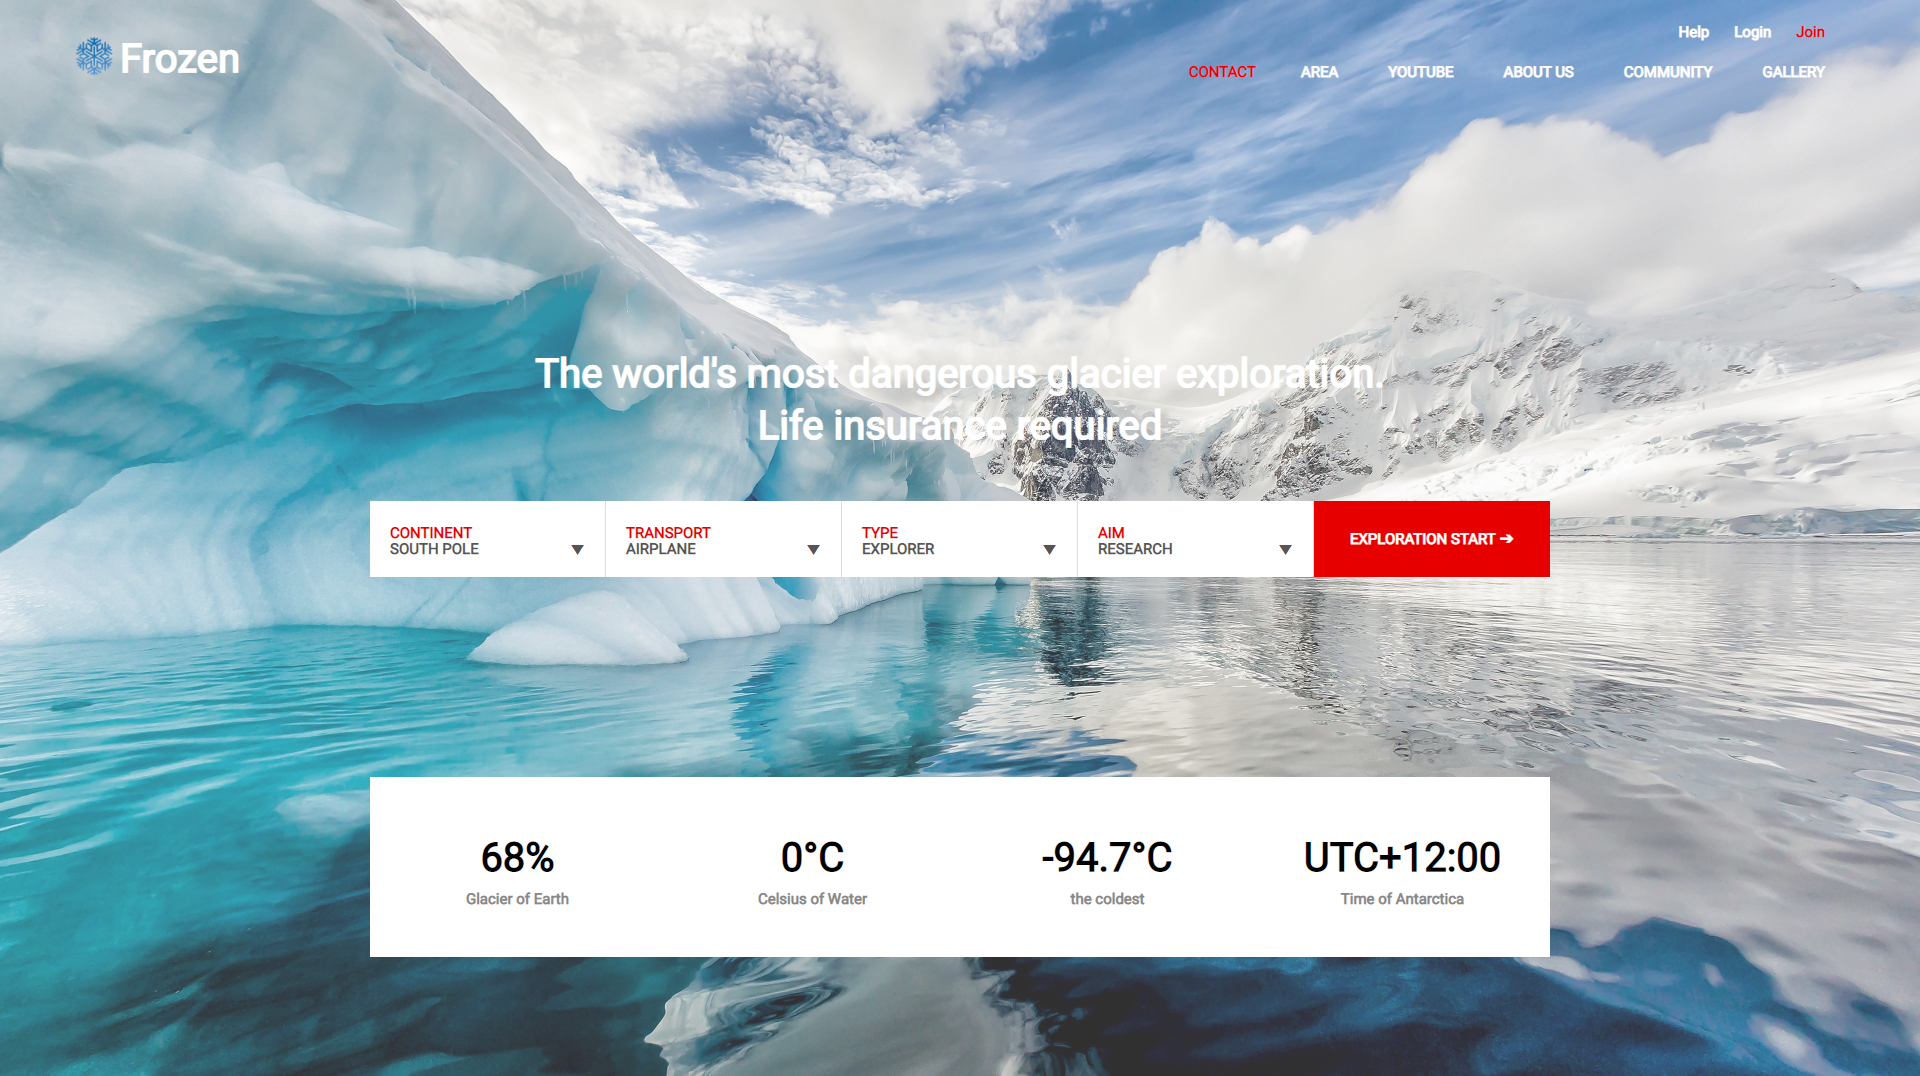 Frozen
Help Login Join
CONTACT AREA YOUTUBE ABOUT US COMMUNITY GALLERY
The world's most dangerous glacier exploration.
Life insurance required
CONTINENT
SOUTH POLE
TRANSPORT
AIRPLANE
TYPE
EXPLORER
AIM
RESEARCH
EXPLORATION START ➔
68%
Glacier of Earth
0°C
Celsius of Water
-94.7°C
the coldest
UTC+12:00
Time of Antarctica